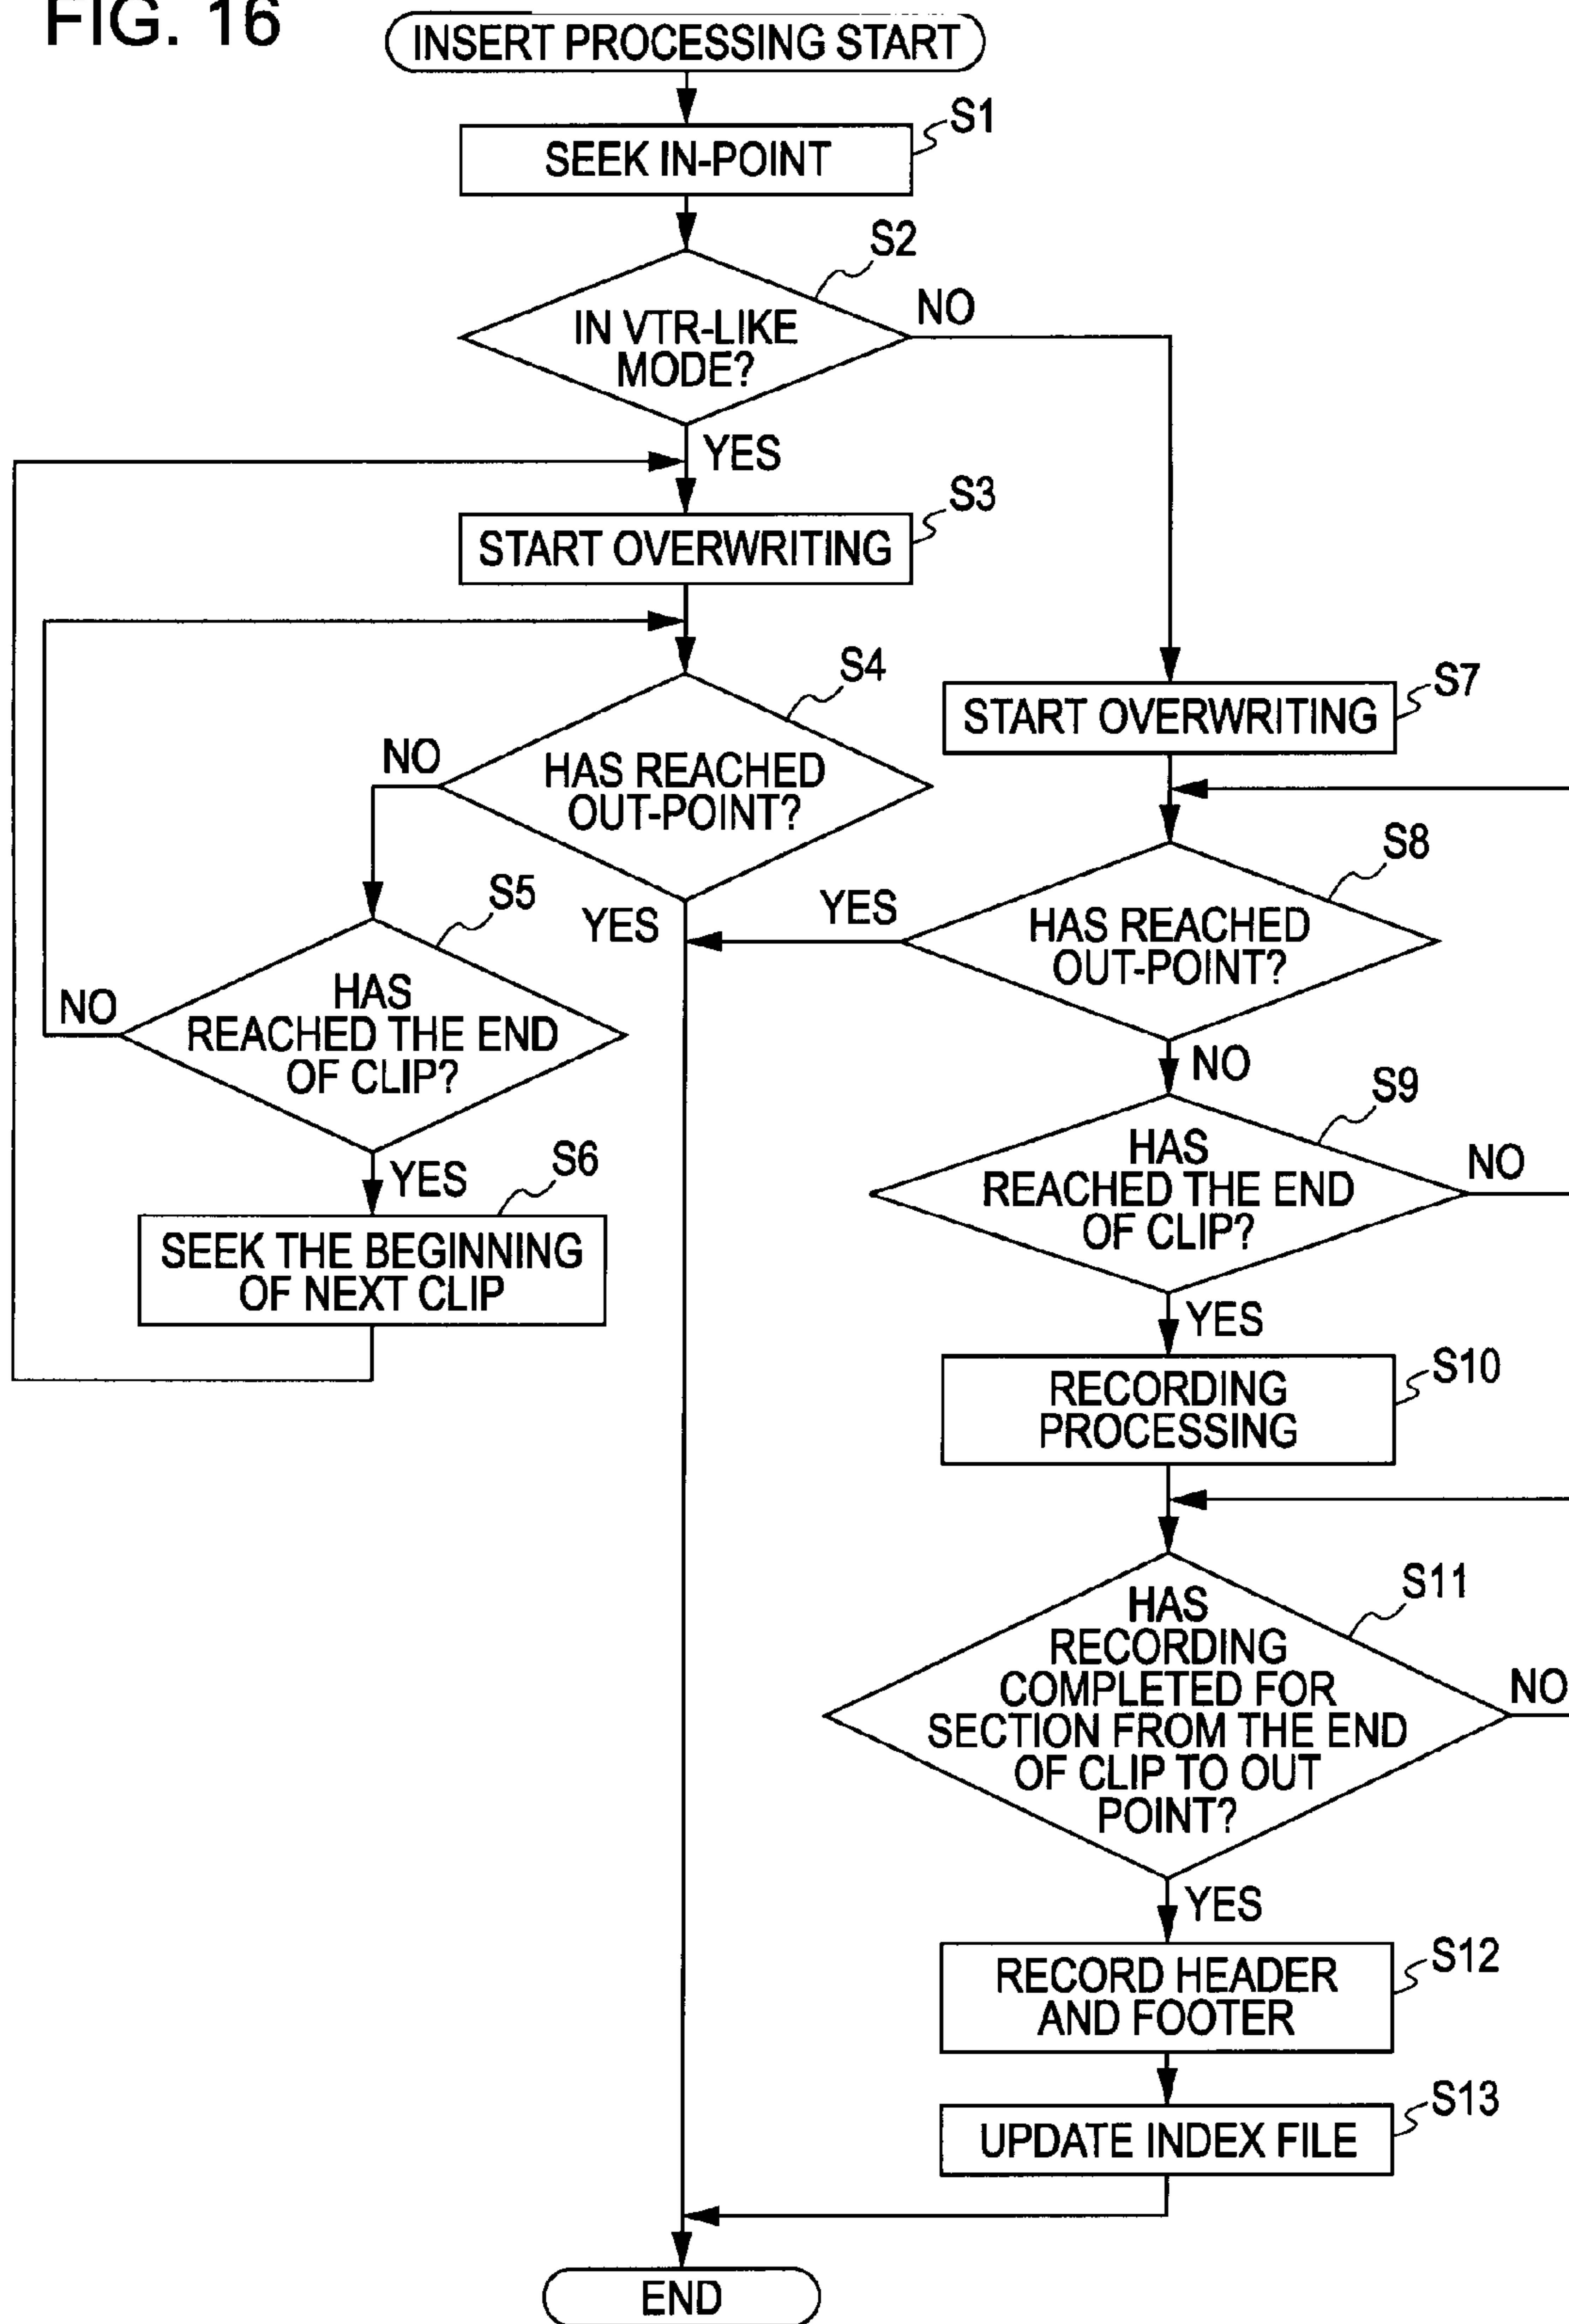 FIG. 16
INSERT PROCESSING START
S1
SEEK IN-POINT
S2
IN VTR-LIKE
MODE?
NO
YES
S3
START OVERWRITING
S4
HAS REACHED
OUT-POINT?
NO
YES
S5
HAS
REACHED THE END
OF CLIP?
NO
YES
S6
SEEK THE BEGINNING
OF NEXT CLIP
S7
START OVERWRITING
S8
HAS REACHED
OUT-POINT?
YES
NO
S9
HAS
REACHED THE END
OF CLIP?
NO
YES
S10
RECORDING
PROCESSING
S11
HAS
RECORDING
COMPLETED FOR
SECTION FROM THE END
OF CLIP TO OUT
POINT?
NO
YES
S12
RECORD HEADER
AND FOOTER
S13
UPDATE INDEX FILE
END